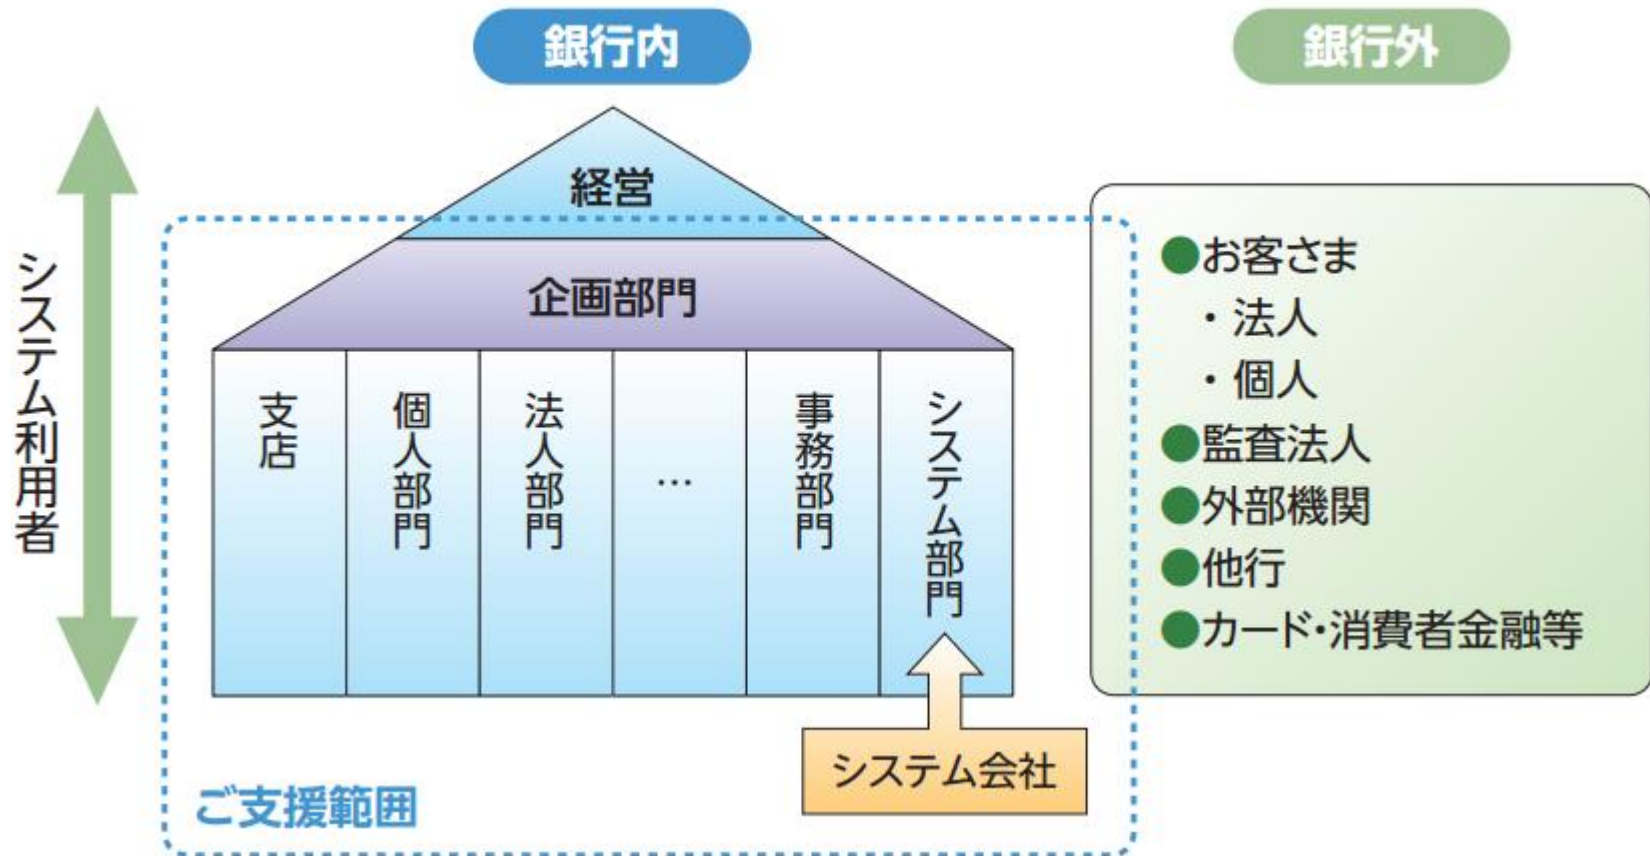 銀行内
銀行外
システム利用者
経営
企画部門
支店
個人部門
法人部門
…
事務部門
システム部門
システム会社
ご支援範囲
●お客さま
・法人
・個人
●監査法人
●外部機関
●他行
●カード・消費者金融等